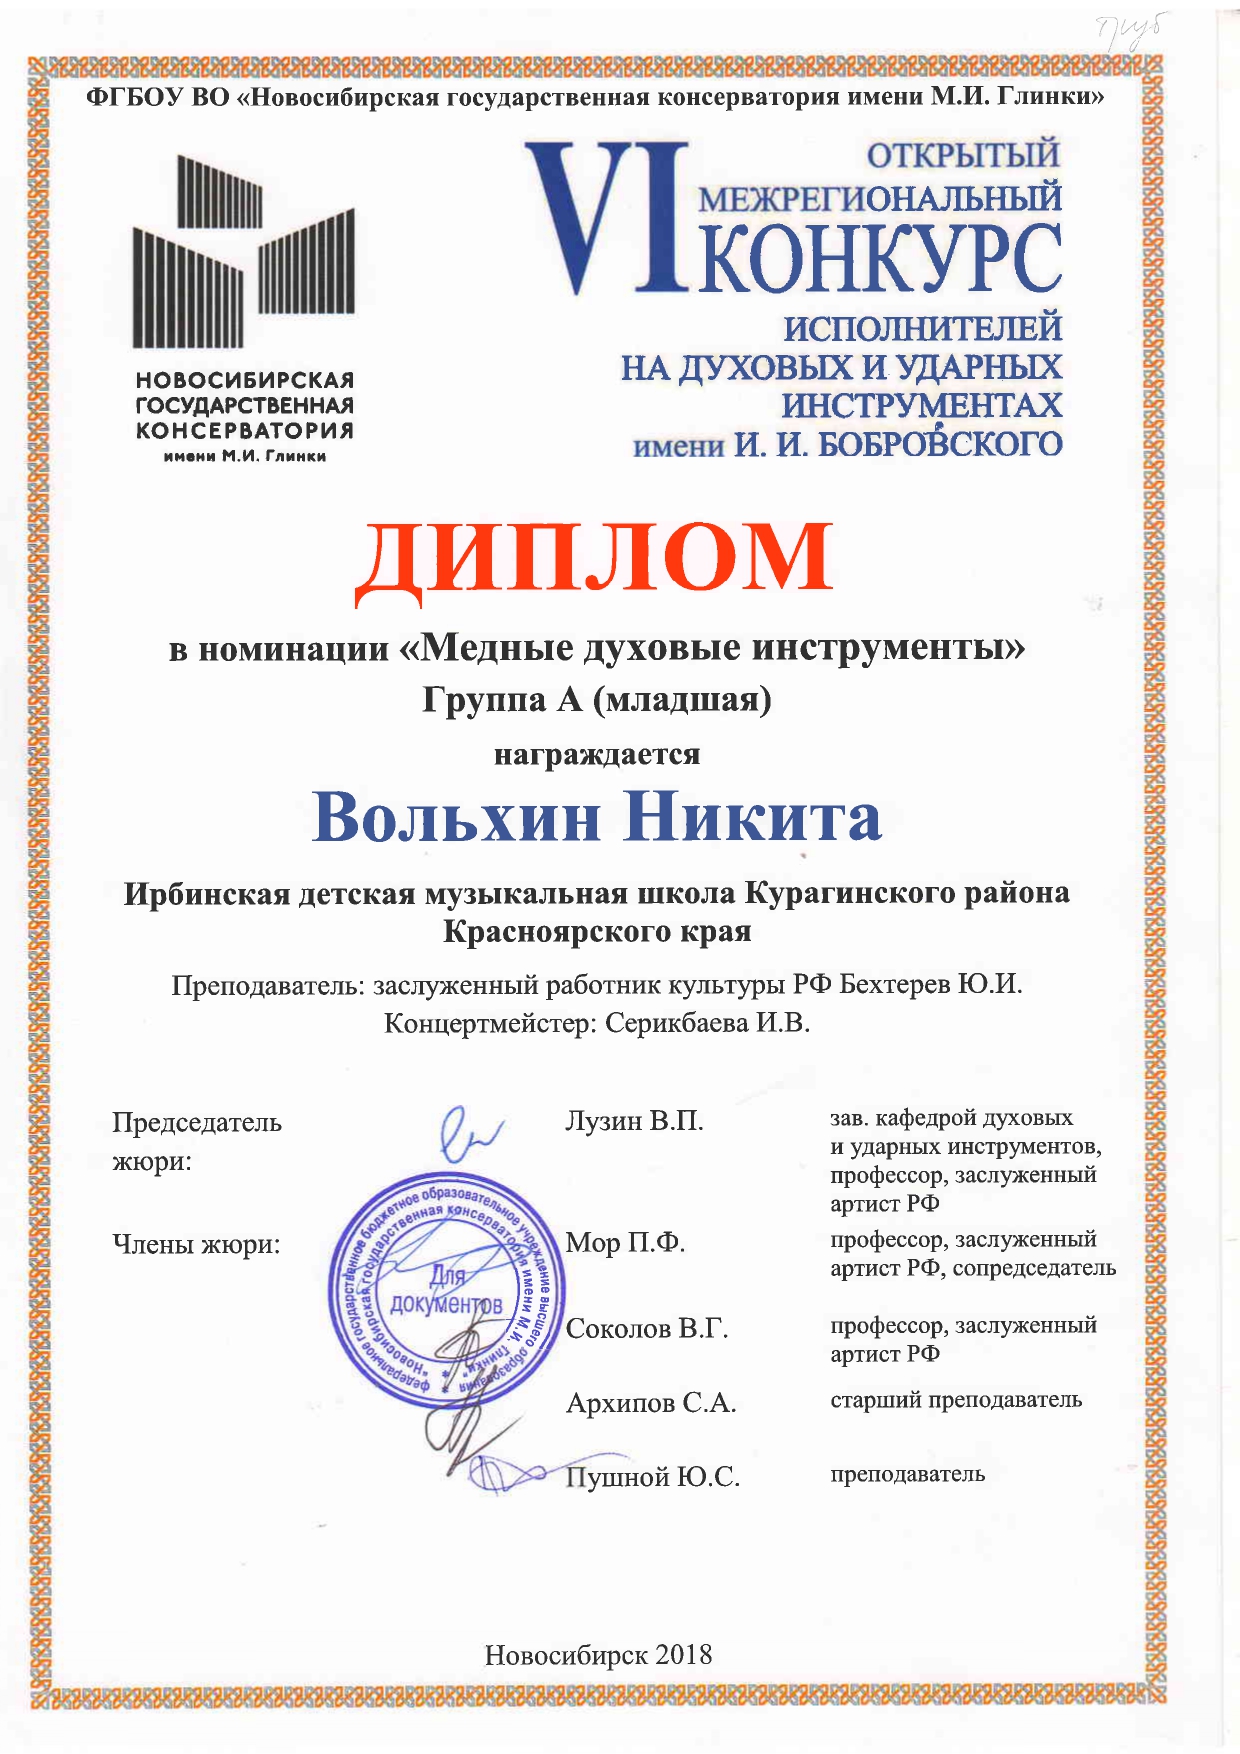 Труб
ФГБОУ ВО «Новосибирская государственная консерватория имени М.И. Глинки»
НОВОСИБИРСКАЯ
ГОСУДАРСТВЕННАЯ
КОНСЕРВАТОРИЯ
имени М.И. Глинки
VI
ОТКРЫТЫЙ
МЕЖРЕГИОНАЛЬНЫЙ
КОНКУРС
ИСПОЛНИТЕЛЕЙ
НА ДУХОВЫХ И УДАРНЫХ
ИНСТРУМЕНТАХ
имени И. И. БОБРОВСКОГО
ДИПЛОМ
в номинации «Медные духовые инструменты»
Группа А (младшая)
награждается
Вольхин Никита
Ирбинская детская музыкальная школа Курагинского района
Красноярского края
Преподаватель: заслуженный работник культуры РФ Бехтерев Ю.И.
Концертмейстер: Серикбаева И.В.
Председатель
жюри:
Лузин В.П.
зав. кафедрой духовых
и ударных инструментов,
профессор, заслуженный
артист РФ
Члены жюри:
Мор П.Ф.
профессор, заслуженный
артист РФ, сопредседатель
Соколов В.Г.
профессор, заслуженный
артист РФ
Архипов С.А.
старший преподаватель
Пушной Ю.С.
преподаватель
федеральное государственное бюджетное образовательное учреждение высшего образования
"Новосибирская государственная консерватория имени М.И. Глинки"
Для
документов
Новосибирск 2018